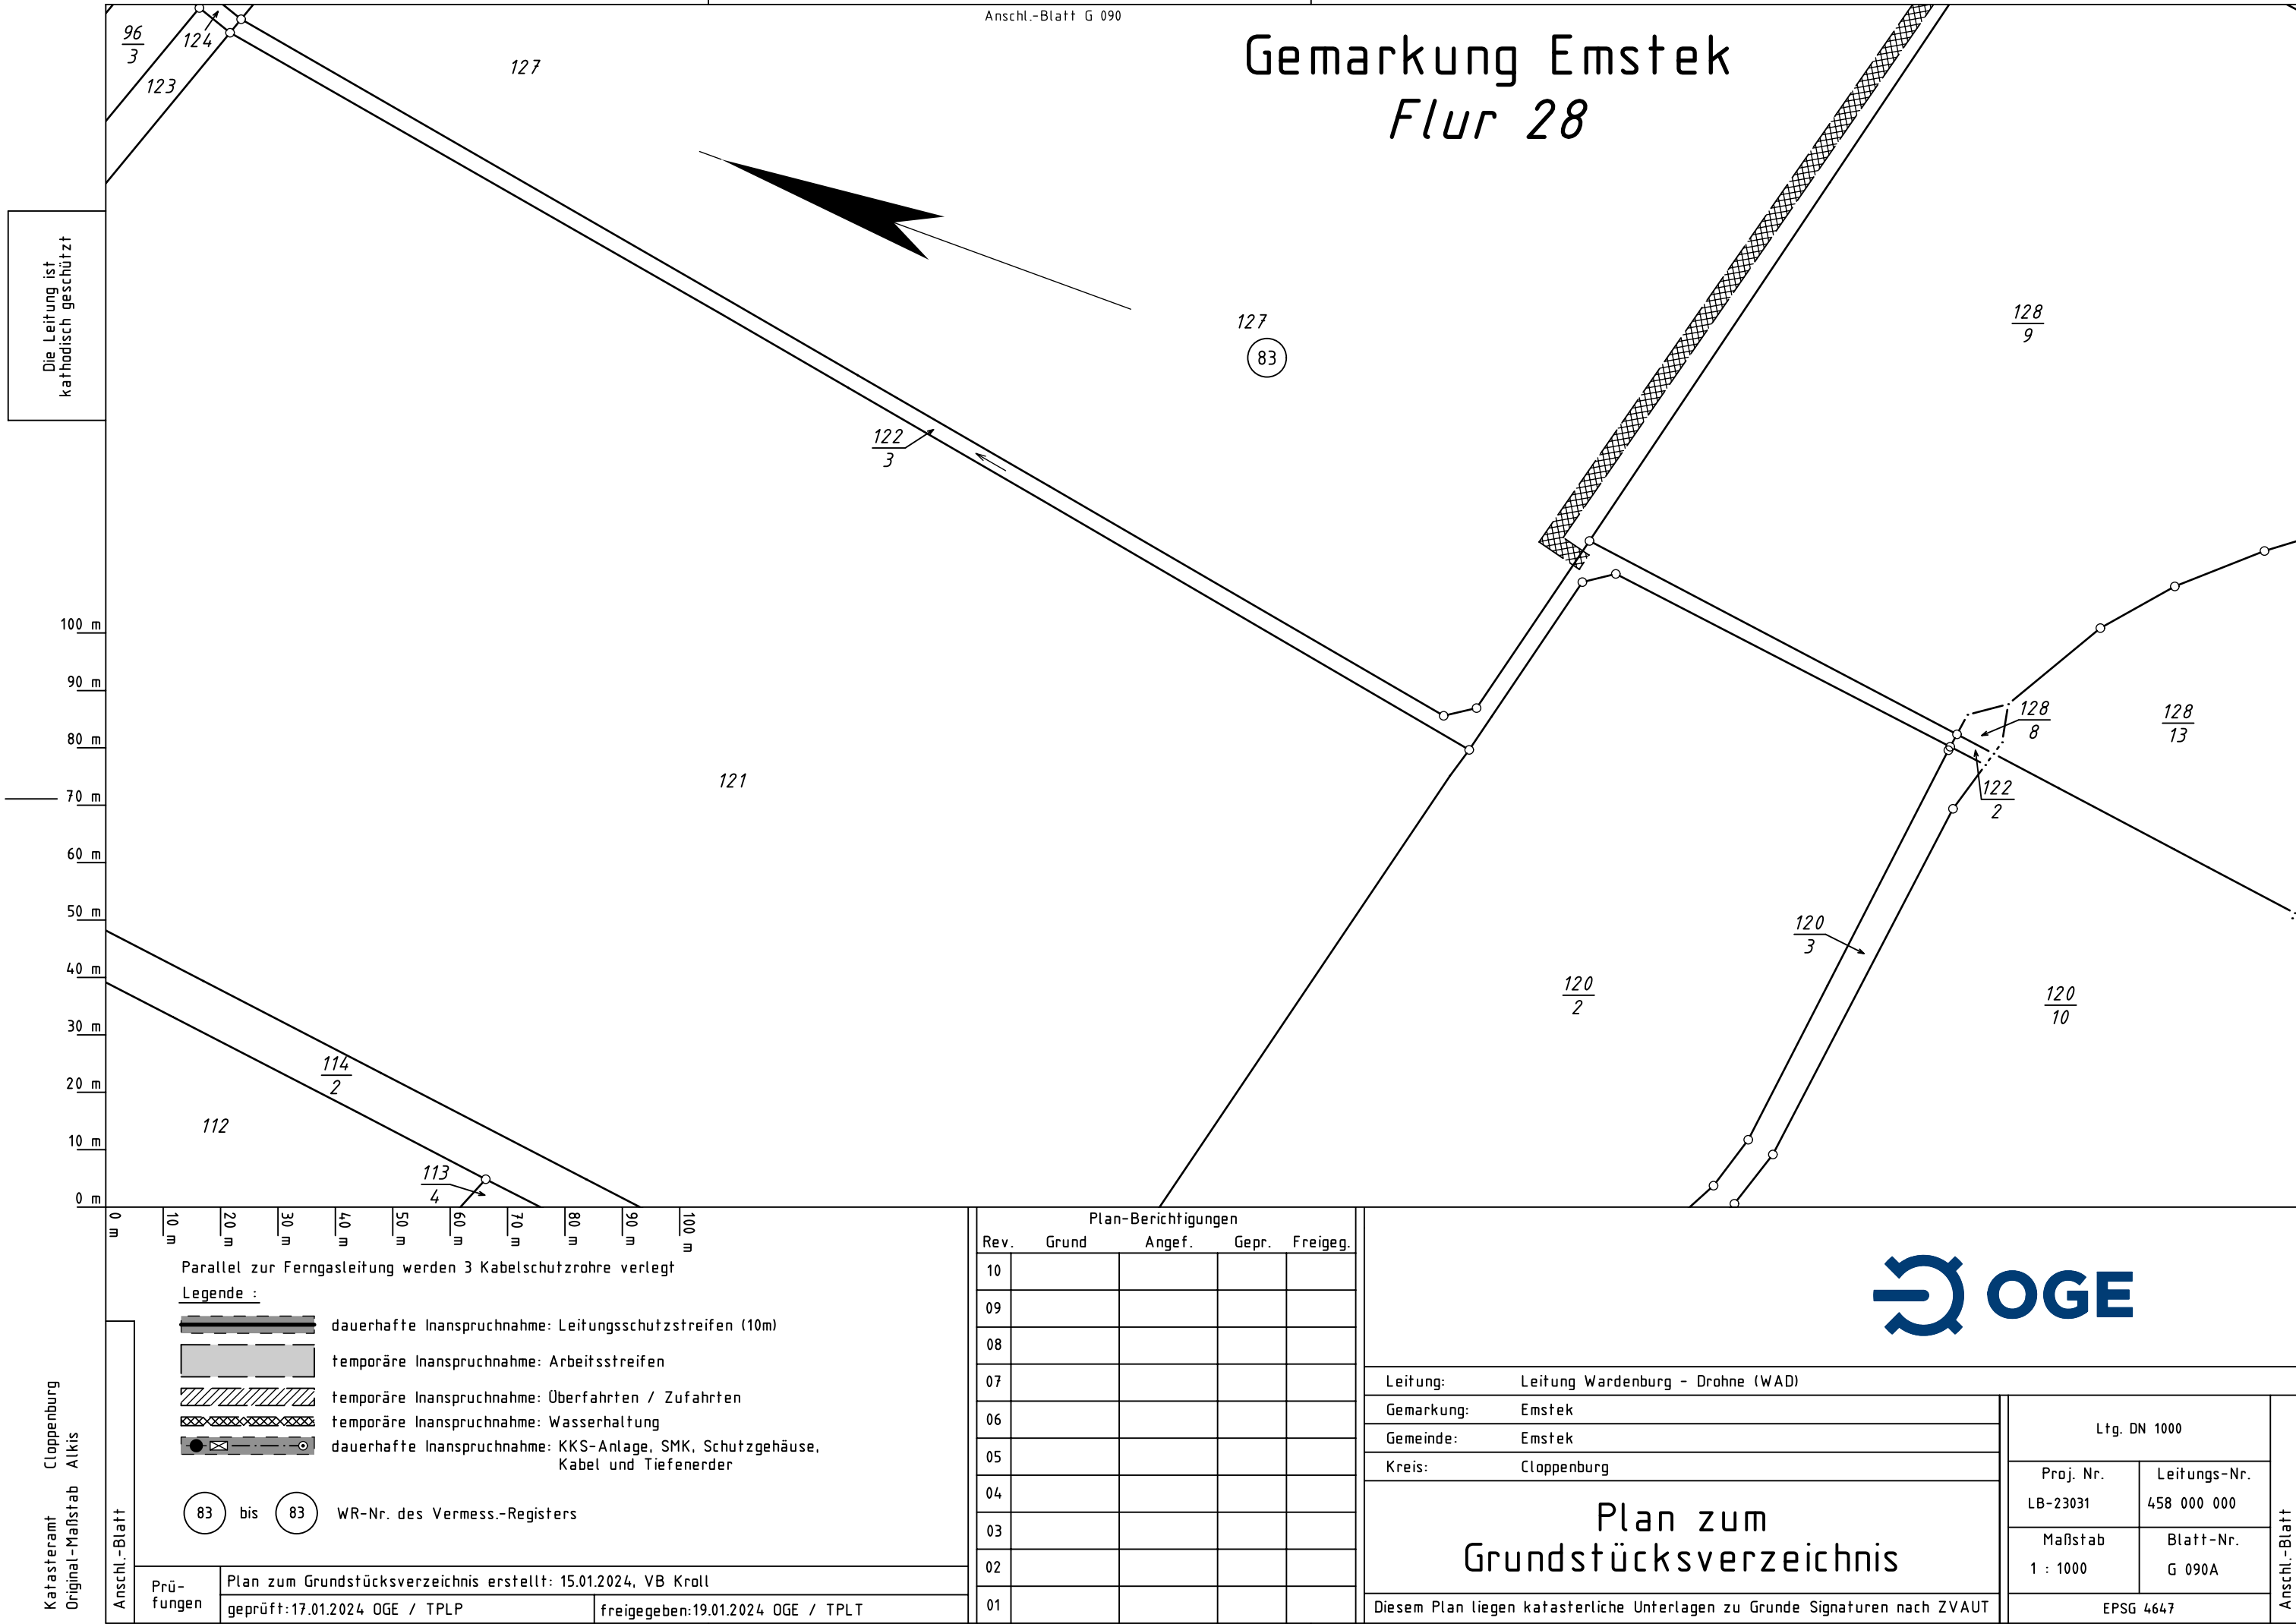 Anschl.-Blatt G 090
Gemarkung Emstek
Flur 28
96
3
124
123
127
Die Leitung ist
kathodisch geschützt
127
83
128
9
122
3
121
128
8
128
13
122
2
120
3
120
2
120
10
114
2
112
113
4
100 m
90 m
80 m
70 m
60 m
50 m
40 m
30 m
20 m
10 m
0 m
0 m
10 m
20 m
30 m
40 m
50 m
60 m
70 m
80 m
90 m
100 m
Parallel zur Ferngasleitung werden 3 Kabelschutzrohre verlegt
Legende :
dauerhafte Inanspruchnahme: Leitungsschutzstreifen (10m)
temporäre Inanspruchnahme: Arbeitsstreifen
temporäre Inanspruchnahme: Überfahrten / Zufahrten
temporäre Inanspruchnahme: Wasserhaltung
dauerhafte Inanspruchnahme: KKS-Anlage, SMK, Schutzgehäuse,
Kabel und Tiefenerder
83 bis 83 WR-Nr. des Vermess.-Registers
Katasteramt Cloppenburg
Original-Maßstab Alkis
Anschl.-Blatt
Prü-
fungen
Plan zum Grundstücksverzeichnis erstellt: 15.01.2024, VB Kroll
geprüft:17.01.2024 OGE / TPLP
freigegeben:19.01.2024 OGE / TPLT
Plan-Berichtigungen
Rev. Grund Angef. Gepr. Freigeg.
10
09
08
07
06
05
04
03
02
01
OGE
Leitung: Leitung Wardenburg - Drohne (WAD)
Gemarkung: Emstek
Gemeinde: Emstek
Kreis: Cloppenburg
Plan zum
Grundstücksverzeichnis
Diesem Plan liegen katasterliche Unterlagen zu Grunde Signaturen nach ZVAUT
Ltg. DN 1000
Proj. Nr. Leitungs-Nr.
LB-23031 458 000 000
Maßstab Blatt-Nr.
1 : 1000 G 090A
EPSG 4647
Anschl.-Blatt